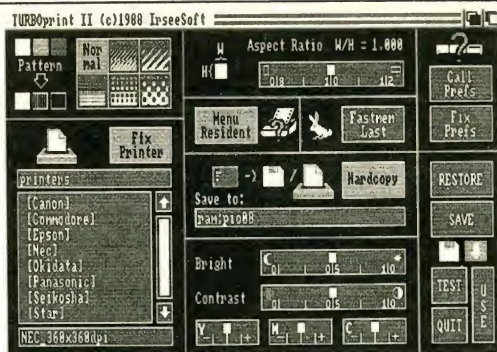 TURBOprint II (c)1988 IrseeSoft
Pattern
Nor
mal
W
H
Aspect Ratio W/H = 1.000
0|8
1|0
1|2
-?-
Call
Prefs
Fix
Prefs
Menu
Resident
Fastmem
Last
Fix
Printer
printers
[Canon]
[Commodore]
[Epson]
[Nec]
[Okidata]
[Panasonic]
[Seikosha]
[Star]
NEC_360x360dpi
F -> /
Hardcopy
Save to:
ram:pic00
Bright
0|
0|5
1|0
Contrast
0|
0|5
1|0
Y
- +
M
- +
C
- +
RESTORE
SAVE
TEST
QUIT
USE